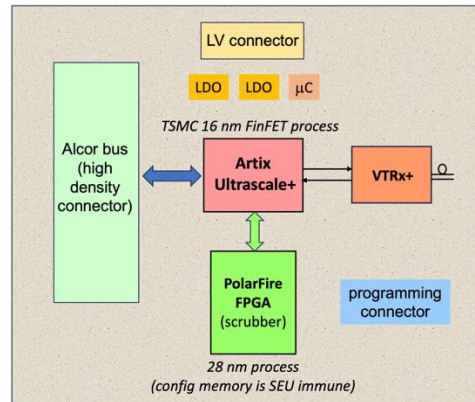 LV connector
LDO LDO µC
TSMC 16 nm FinFET process
Alcor bus
(high
density
connector)
Artix
Ultrascale+
VTRx+
PolarFire
FPGA
(scrubber)
programming
connector
28 nm process
(config memory is SEU immune)